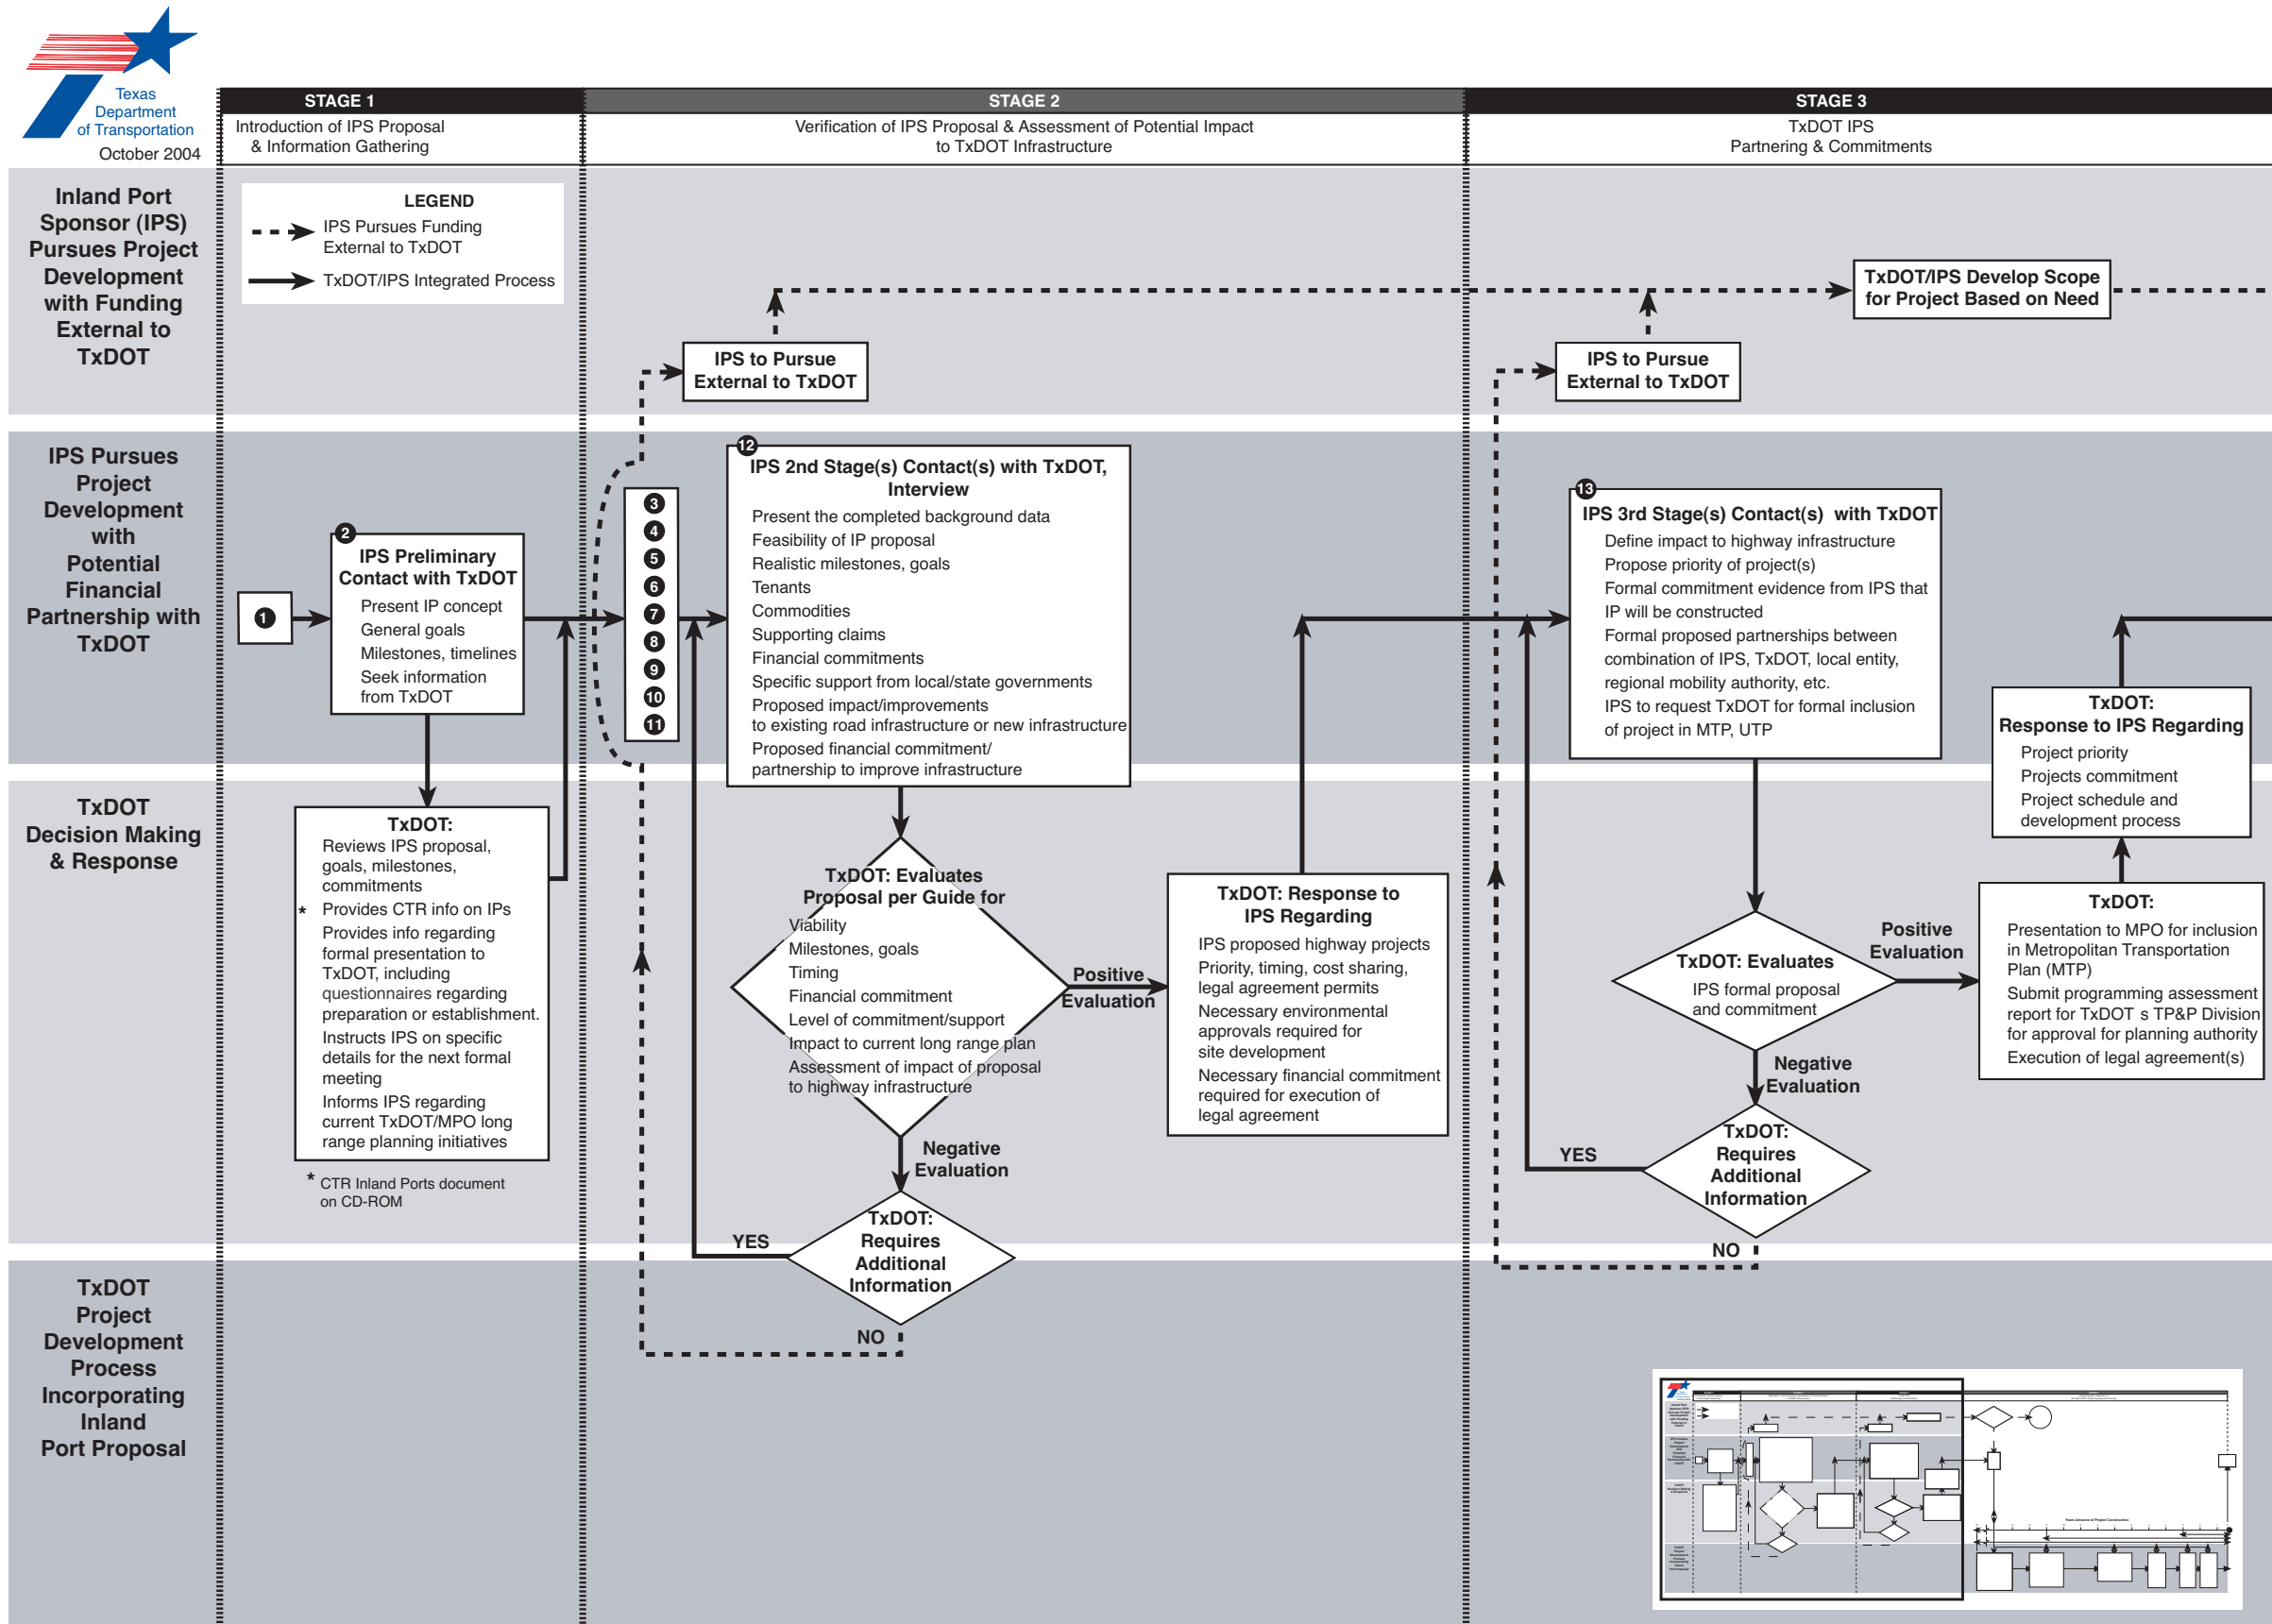 Texas
Department
of Transportation
October 2004
STAGE 1
Introduction of IPS Proposal
& Information Gathering
STAGE 2
Verification of IPS Proposal & Assessment of Potential Impact
to TxDOT Infrastructure
STAGE 3
TxDOT IPS
Partnering & Commitments
Inland Port
Sponsor (IPS)
Pursues Project
Development
with Funding
External to
TxDOT
LEGEND
IPS Pursues Funding
External to TxDOT
TxDOT/IPS Integrated Process
IPS to Pursue
External to TxDOT
IPS to Pursue
External to TxDOT
TxDOT/IPS Develop Scope
for Project Based on Need
IPS Pursues
Project
Development
with
Potential
Financial
Partnership with
TxDOT
1
2
IPS Preliminary
Contact with TxDOT
Present IP concept
General goals
Milestones, timelines
Seek information
from TxDOT
3
4
5
6
7
8
9
10
11
12
IPS 2nd Stage(s) Contact(s) with TxDOT,
Interview
Present the completed background data
Feasibility of IP proposal
Realistic milestones, goals
Tenants
Commodities
Supporting claims
Financial commitments
Specific support from local/state governments
Proposed impact/improvements
to existing road infrastructure or new infrastructure
Proposed financial commitment/
partnership to improve infrastructure
13
IPS 3rd Stage(s) Contact(s) with TxDOT
Define impact to highway infrastructure
Propose priority of project(s)
Formal commitment evidence from IPS that
IP will be constructed
Formal proposed partnerships between
combination of IPS, TxDOT, local entity,
regional mobility authority, etc.
IPS to request TxDOT for formal inclusion
of project in MTP, UTP
TxDOT:
Response to IPS Regarding
Project priority
Projects commitment
Project schedule and
development process
TxDOT
Decision Making
& Response
TxDOT:
Reviews IPS proposal,
goals, milestones,
commitments
* Provides CTR info on IPs
Provides info regarding
formal presentation to
TxDOT, including
questionnaires regarding
preparation or establishment.
Instructs IPS on specific
details for the next formal
meeting
Informs IPS regarding
current TxDOT/MPO long
range planning initiatives
* CTR Inland Ports document
on CD-ROM
TxDOT: Evaluates
Proposal per Guide for
Viability
Milestones, goals
Timing
Financial commitment
Level of commitment/support
Impact to current long range plan
Assessment of impact of proposal
to highway infrastructure
Positive
Evaluation
Negative
Evaluation
TxDOT:
Requires
Additional
Information
YES
NO
TxDOT: Response to
IPS Regarding
IPS proposed highway projects
Priority, timing, cost sharing,
legal agreement permits
Necessary environmental
approvals required for
site development
Necessary financial commitment
required for execution of
legal agreement
TxDOT: Evaluates
IPS formal proposal
and commitment
Positive
Evaluation
Negative
Evaluation
TxDOT:
Requires
Additional
Information
YES
NO
TxDOT:
Presentation to MPO for inclusion
in Metropolitan Transportation
Plan (MTP)
Submit programming assessment
report for TxDOT s TP&P Division
for approval for planning authority
Execution of legal agreement(s)
TxDOT
Project
Development
Process
Incorporating
Inland
Port Proposal
Years Advance of Project Construction